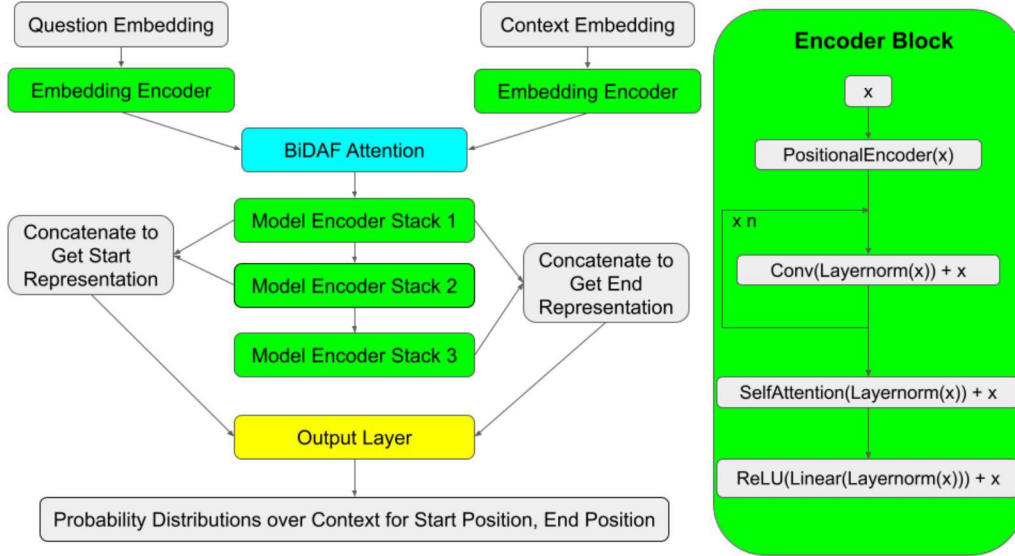 Question Embedding
Context Embedding
Embedding Encoder
Embedding Encoder
BiDAF Attention
Model Encoder Stack 1
Concatenate to
Get Start
Representation
Model Encoder Stack 2
Concatenate to
Get End
Representation
Model Encoder Stack 3
Output Layer
Probability Distributions over Context for Start Position, End Position
Encoder Block
x
PositionalEncoder(x)
x n
Conv(Layernorm(x)) + x
SelfAttention(Layernorm(x)) + x
ReLU(Linear(Layernorm(x))) + x